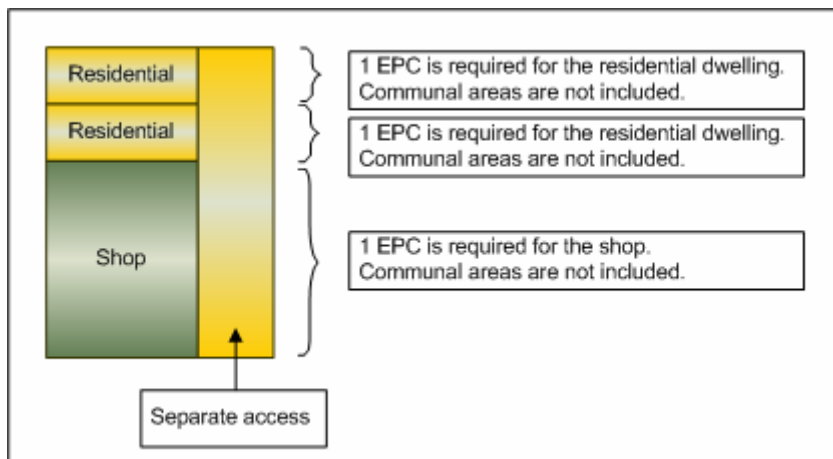 Residential
1 EPC is required for the residential dwelling.
Communal areas are not included.
Residential
1 EPC is required for the residential dwelling.
Communal areas are not included.
Shop
1 EPC is required for the shop.
Communal areas are not included.
Separate access